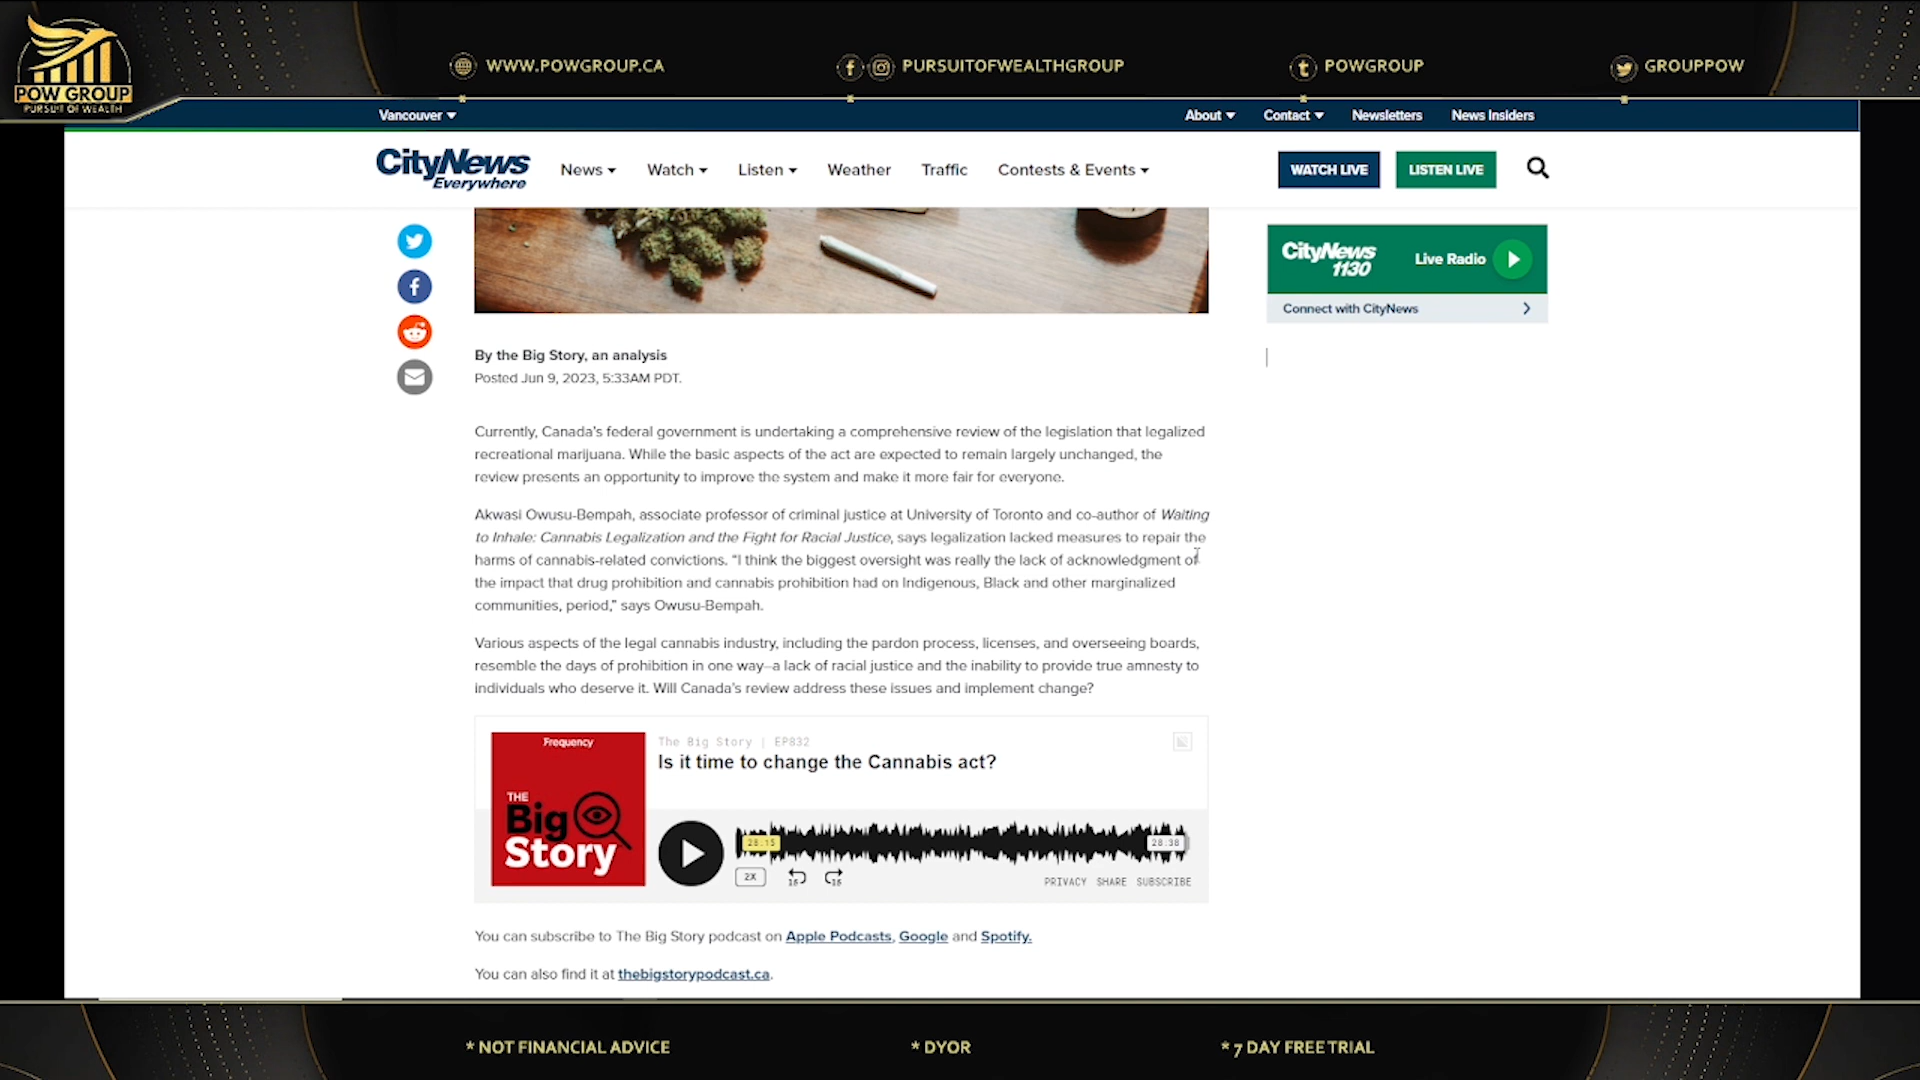 POW GROUP
PURSUIT OF WEALTH
WWW.POWGROUP.CA
PURSUITOFWEALTHGROUP
POWGROUP
GROUPPOW
Vancouver
About
Contact
Newsletters
News Insiders
CityNews
Everywhere
News
Watch
Listen
Weather
Traffic
Contests & Events
WATCH LIVE
LISTEN LIVE
CityNews
1130
Live Radio
Connect with CityNews
By the Big Story, an analysis
Posted Jun 9, 2023, 5:33AM PDT.
Currently, Canada's federal government is undertaking a comprehensive review of the legislation that legalized
recreational marijuana. While the basic aspects of the act are expected to remain largely unchanged, the
review presents an opportunity to improve the system and make it more fair for everyone.
Akwasi Owusu-Bempah, associate professor of criminal justice at University of Toronto and co-author of Waiting
to Inhale: Cannabis Legalization and the Fight for Racial Justice, says legalization lacked measures to repair the
harms of cannabis-related convictions. “I think the biggest oversight was really the lack of acknowledgment of
the impact that drug prohibition and cannabis prohibition had on Indigenous, Black and other marginalized
communities, period,” says Owusu-Bempah.
Various aspects of the legal cannabis industry, including the pardon process, licenses, and overseeing boards,
resemble the days of prohibition in one way–a lack of racial justice and the inability to provide true amnesty to
individuals who deserve it. Will Canada's review address these issues and implement change?
Frequency
THE
Big
Story
The Big Story | EP832
Is it time to change the Cannabis act?
28:15
28:38
2X
15
15
PRIVACY SHARE SUBSCRIBE
You can subscribe to The Big Story podcast on Apple Podcasts, Google and Spotify.
You can also find it at thebigstorypodcast.ca.
* NOT FINANCIAL ADVICE
* DYOR
* 7 DAY FREE TRIAL